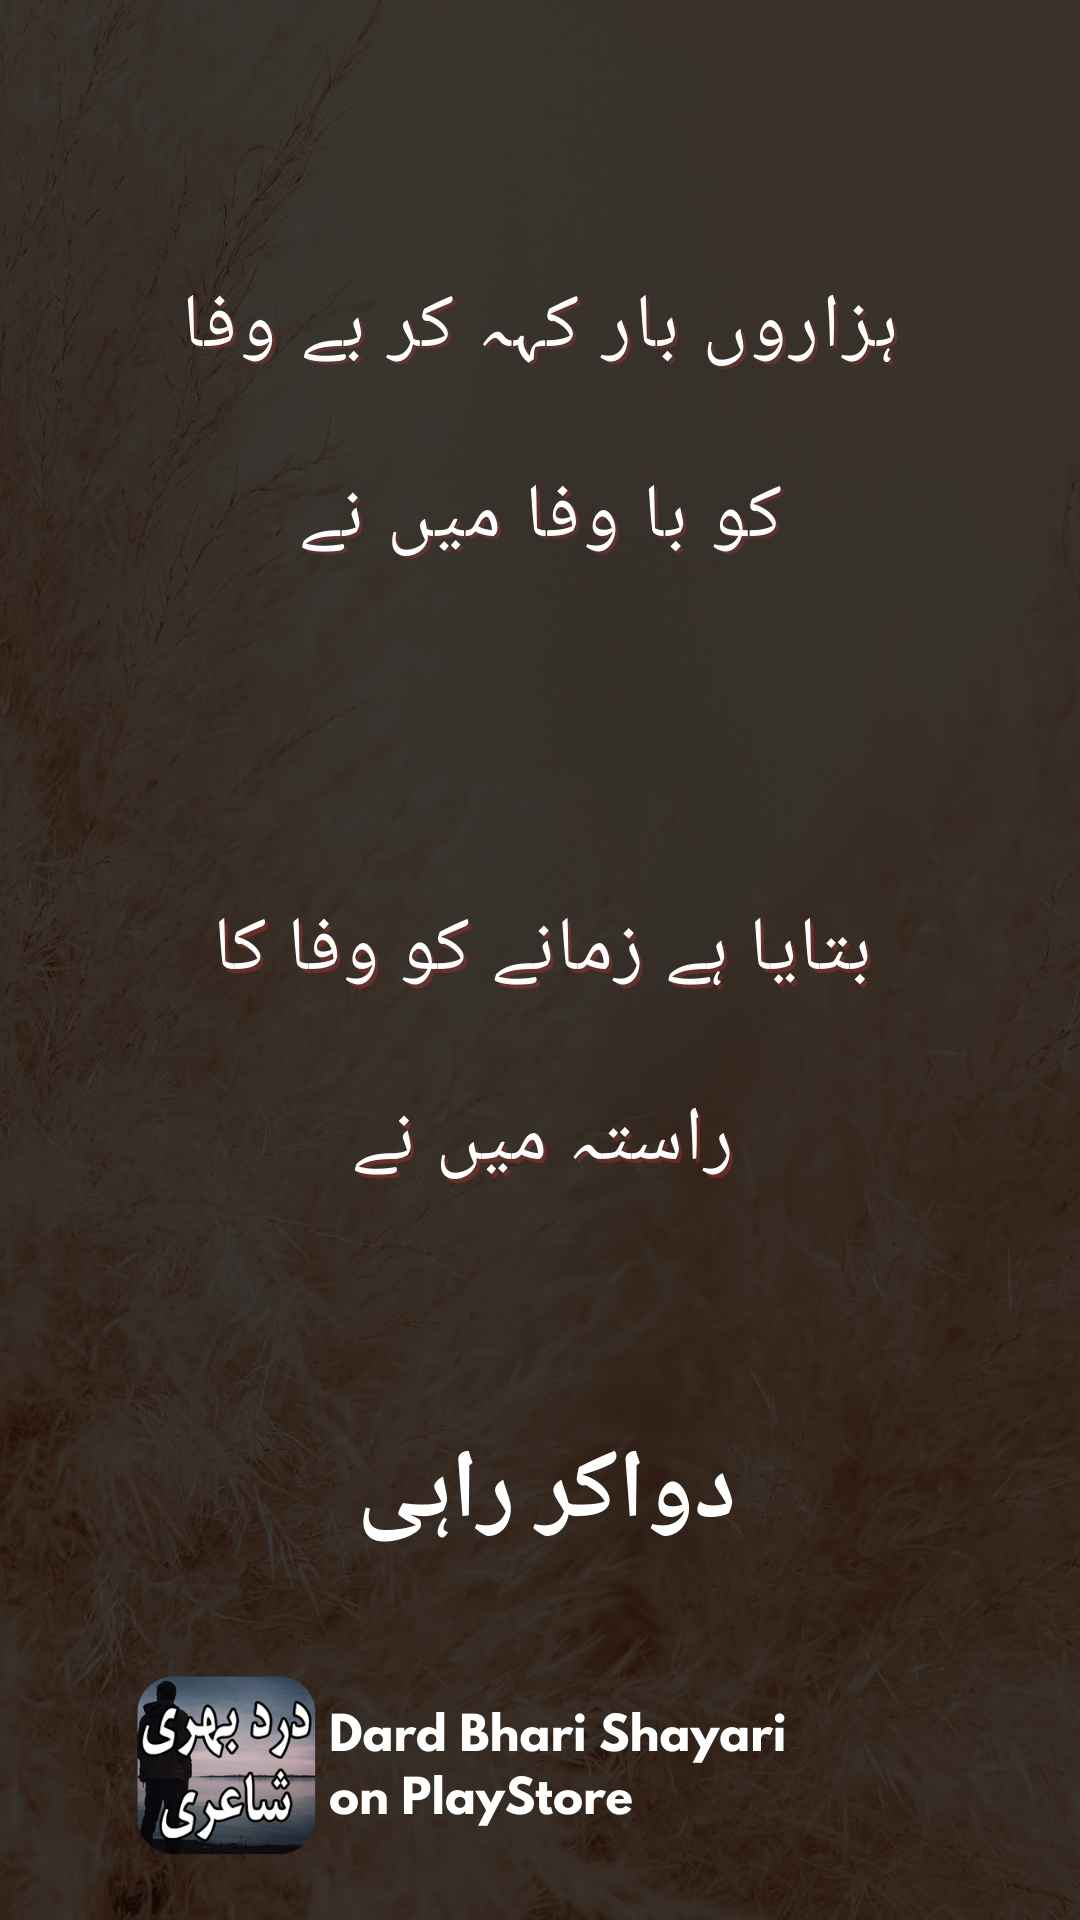 ہزاروں بار کہہ کر بے وفا
کو با وفا میں نے
بتایا ہے زمانے کو وفا کا
راستہ میں نے
دواکر راہی
درد بھری
شاعری
Dard Bhari Shayari
on PlayStore